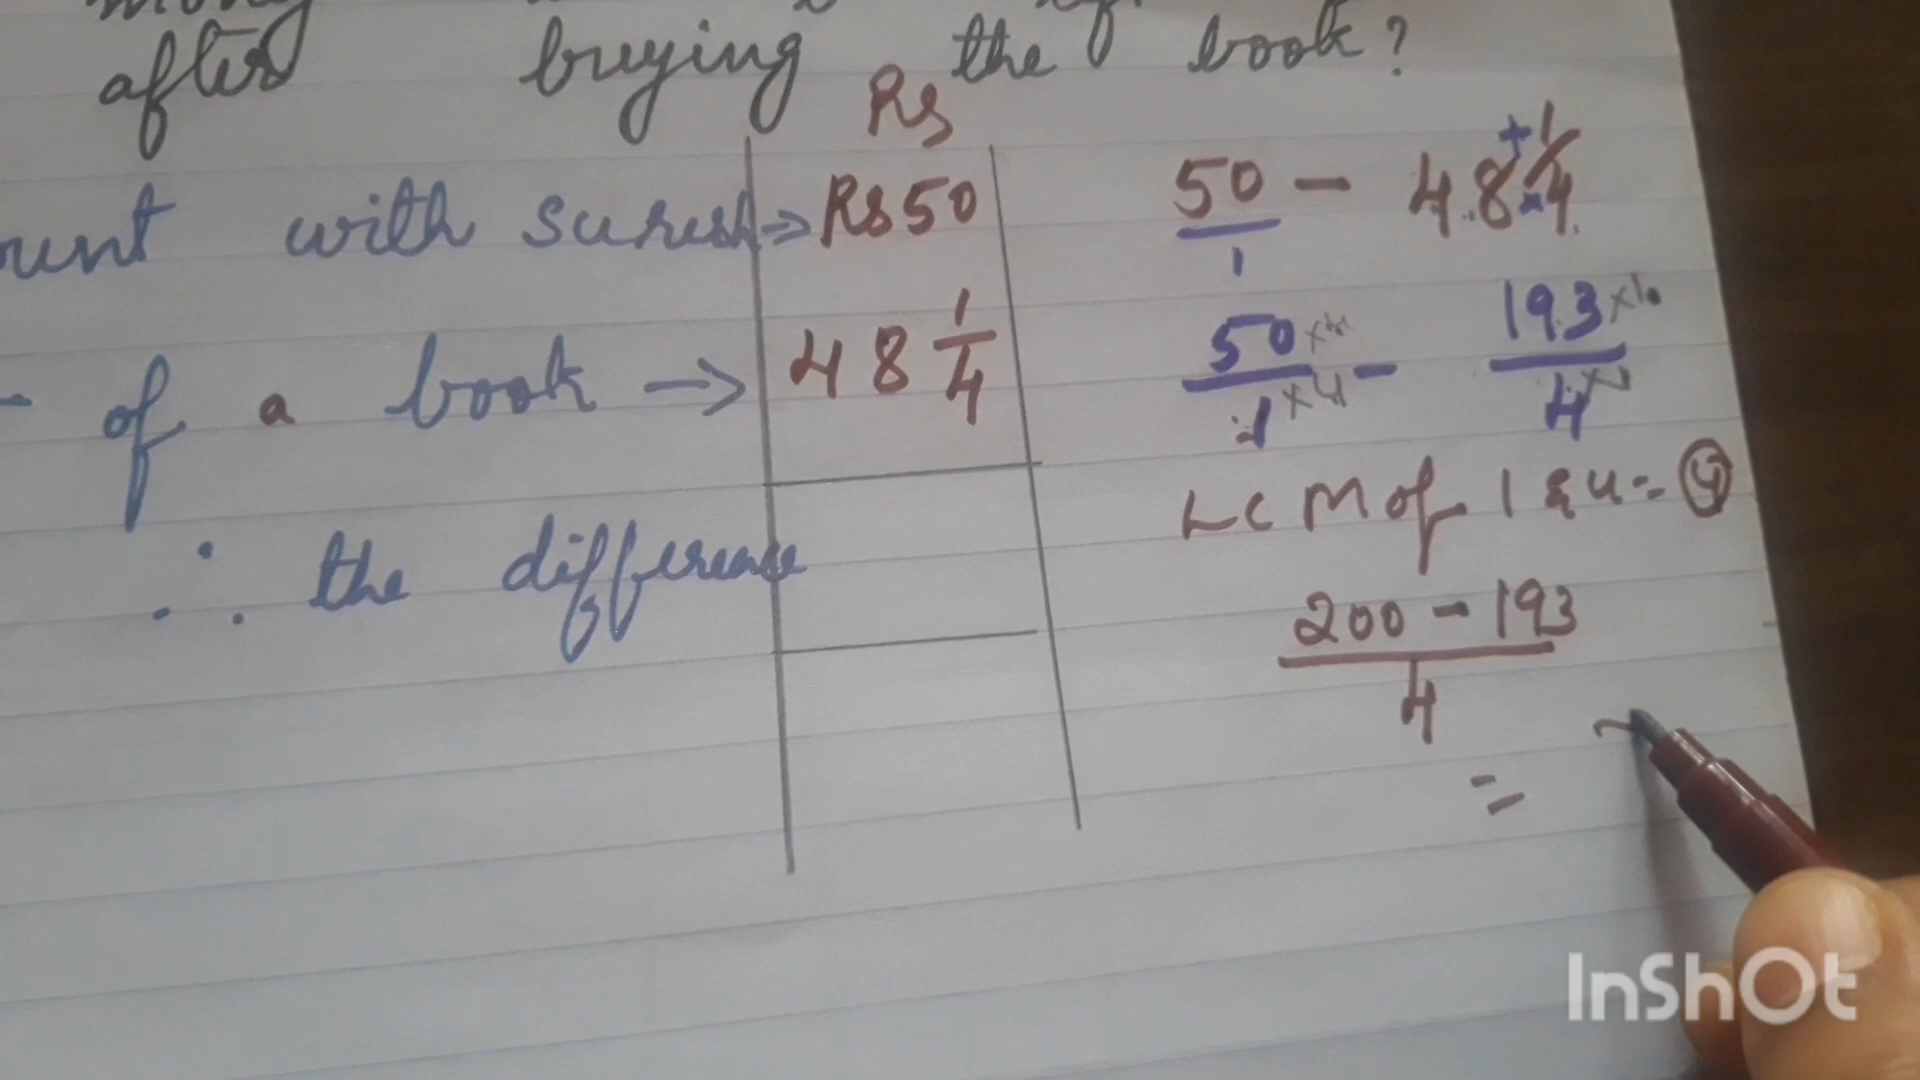 after buying the book?
Rs
with suresh → Rs 50
of a book → 48 1/4
∴ the difference
50/1 - 48 1/4
50×4/1×4 - 193×1/4×1
LCM of 1 & 4 = 4
200 - 193
4
=
InShOt